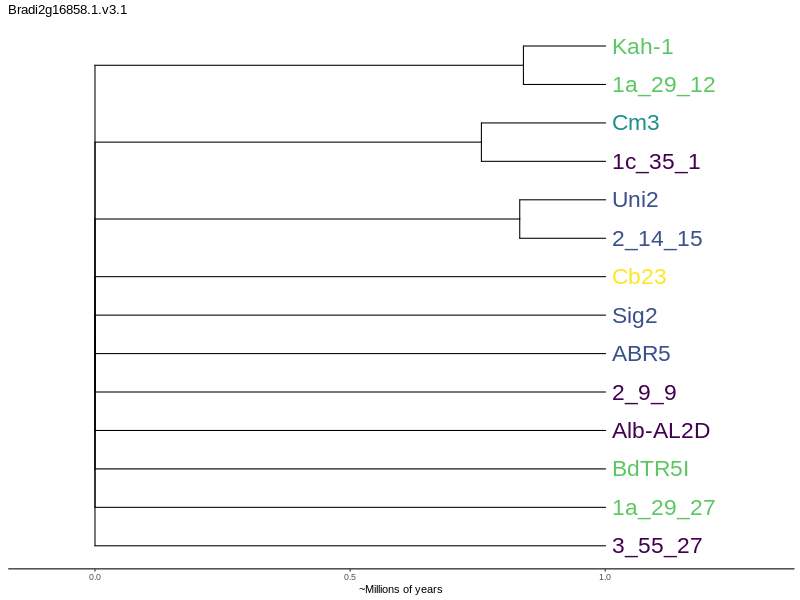 Bradi2g16858.1.v3.1
Kah-1
1a_29_12
Cm3
1c_35_1
Uni2
2_14_15
Cb23
Sig2
ABR5
2_9_9
Alb-AL2D
BdTR5I
1a_29_27
3_55_27
0.0 0.5 1.0
~Millions of years